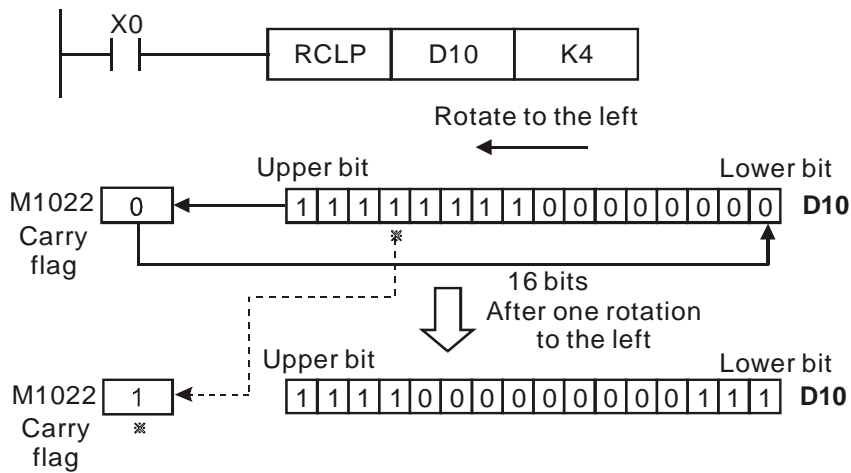 X0
RCLP D10 K4
Rotate to the left
Upper bit Lower bit
M1022 0 1 1 1 1 1 1 1 1 0 0 0 0 0 0 0 0 D10
Carry
flag
※
16 bits
After one rotation
to the left
Upper bit Lower bit
M1022 1 1 1 1 1 0 0 0 0 0 0 0 0 0 1 1 1 D10
Carry
flag
※